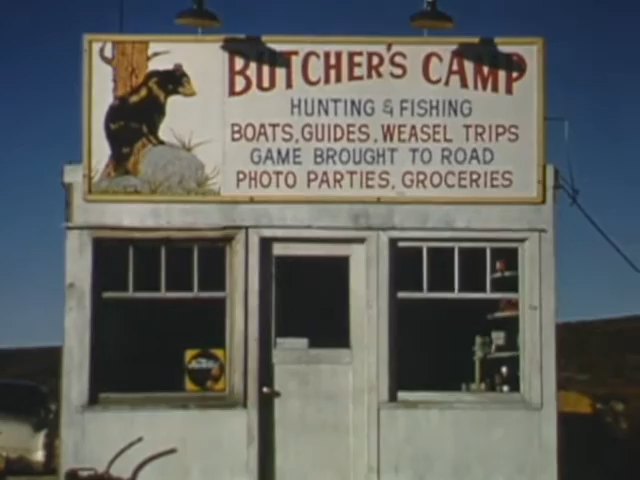 BUTCHER'S CAMP
HUNTING & FISHING
BOATS, GUIDES, WEASEL TRIPS
GAME BROUGHT TO ROAD
PHOTO PARTIES, GROCERIES